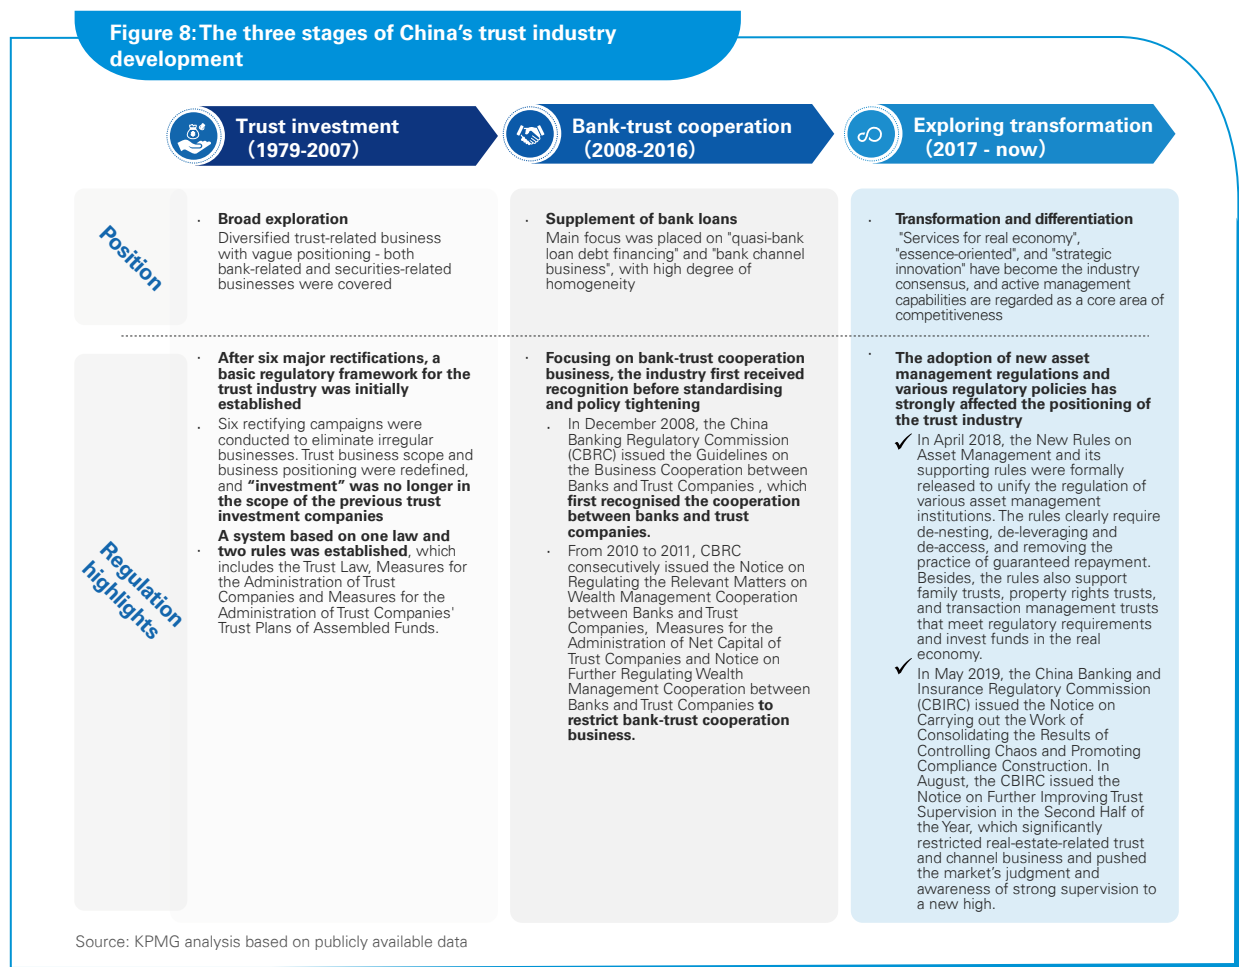 Figure 8: The three stages of China's trust industry
development
Trust investment
(1979-2007)
Bank-trust cooperation
(2008-2016)
Exploring transformation
(2017 - now)
Position
· Broad exploration
Diversified trust-related business
with vague positioning - both
bank-related and securities-related
businesses were covered
· Supplement of bank loans
Main focus was placed on "quasi-bank
loan debt financing" and "bank channel
business", with high degree of
homogeneity
· Transformation and differentiation
"Services for real economy",
"essence-oriented", and "strategic
innovation" have become the industry
consensus, and active management
capabilities are regarded as a core area of
competitiveness
Regulation
highlights
· After six major rectifications, a
basic regulatory framework for the
trust industry was initially
established
· Six rectifying campaigns were
conducted to eliminate irregular
businesses. Trust business scope and
business positioning were redefined,
and “investment” was no longer in
the scope of the previous trust
investment companies
· A system based on one law and
two rules was established, which
includes the Trust Law, Measures for
the Administration of Trust
Companies and Measures for the
Administration of Trust Companies'
Trust Plans of Assembled Funds.
· Focusing on bank-trust cooperation
business, the industry first received
recognition before standardising
and policy tightening
· In December 2008, the China
Banking Regulatory Commission
(CBRC) issued the Guidelines on
the Business Cooperation between
Banks and Trust Companies , which
first recognised the cooperation
between banks and trust
companies.
· From 2010 to 2011, CBRC
consecutively issued the Notice on
Regulating the Relevant Matters on
Wealth Management Cooperation
between Banks and Trust
Companies, Measures for the
Administration of Net Capital of
Trust Companies and Notice on
Further Regulating Wealth
Management Cooperation between
Banks and Trust Companies to
restrict bank-trust cooperation
business.
· The adoption of new asset
management regulations and
various regulatory policies has
strongly affected the positioning of
the trust industry
✓ In April 2018, the New Rules on
Asset Management and its
supporting rules were formally
released to unify the regulation of
various asset management
institutions. The rules clearly require
de-nesting, de-leveraging and
de-access, and removing the
practice of guaranteed repayment.
Besides, the rules also support
family trusts, property rights trusts,
and transaction management trusts
that meet regulatory requirements
and invest funds in the real
economy.
✓ In May 2019, the China Banking and
Insurance Regulatory Commission
(CBIRC) issued the Notice on
Carrying out the Work of
Consolidating the Results of
Controlling Chaos and Promoting
Compliance Construction. In
August, the CBIRC issued the
Notice on Further Improving Trust
Supervision in the Second Half of
the Year, which significantly
restricted real-estate-related trust
and channel business and pushed
the market's judgment and
awareness of strong supervision to
a new high.
Source: KPMG analysis based on publicly available data